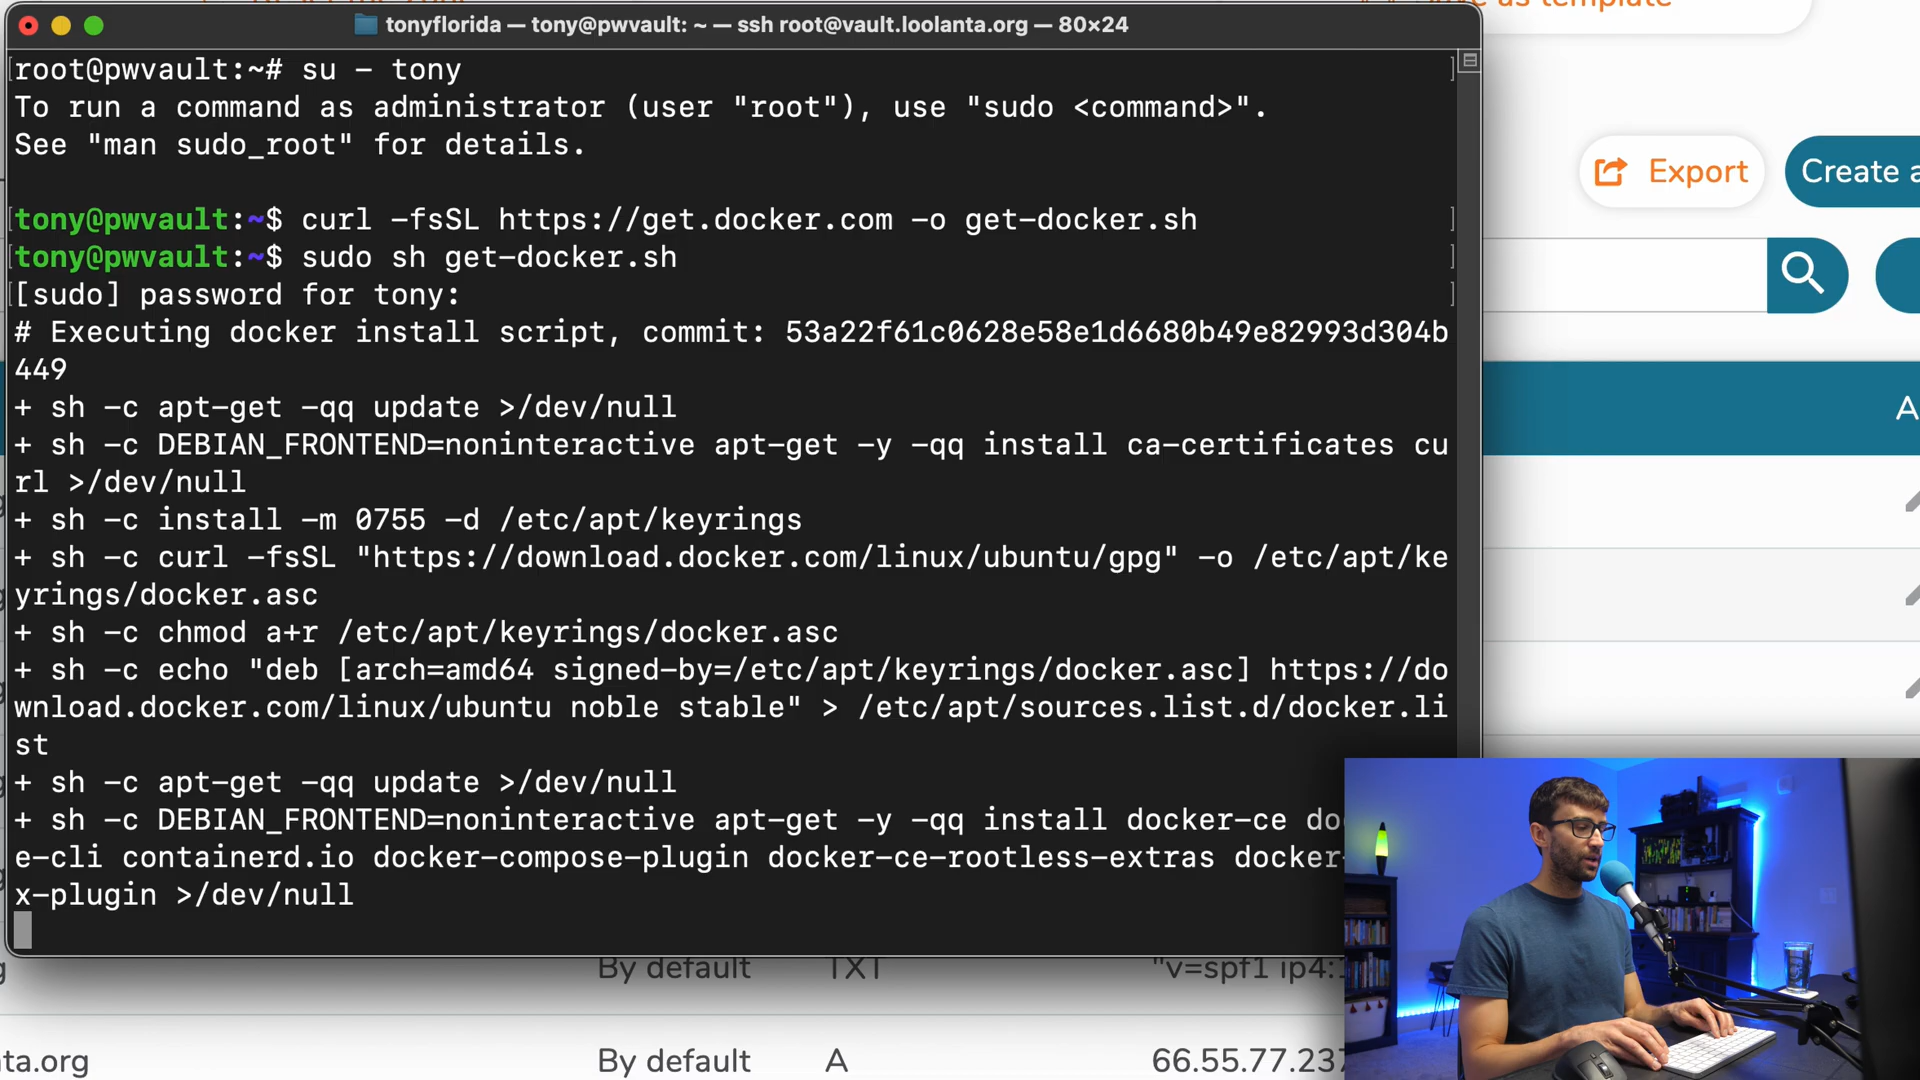 tonyflorida — tony@pwvault: ~ — ssh root@vault.loolanta.org — 80×24
as template
[root@pwvault:~# su - tony ]
To run a command as administrator (user "root"), use "sudo <command>".
See "man sudo_root" for details.
Export
Create a
[tony@pwvault:~$ curl -fsSL https://get.docker.com -o get-docker.sh ]
[tony@pwvault:~$ sudo sh get-docker.sh ]
[[sudo] password for tony: ]
# Executing docker install script, commit: 53a22f61c0628e58e1d6680b49e82993d304b
449
A
+ sh -c apt-get -qq update >/dev/null
+ sh -c DEBIAN_FRONTEND=noninteractive apt-get -y -qq install ca-certificates cu
rl >/dev/null
+ sh -c install -m 0755 -d /etc/apt/keyrings
+ sh -c curl -fsSL "https://download.docker.com/linux/ubuntu/gpg" -o /etc/apt/ke
yrings/docker.asc
+ sh -c chmod a+r /etc/apt/keyrings/docker.asc
+ sh -c echo "deb [arch=amd64 signed-by=/etc/apt/keyrings/docker.asc] https://do
wnload.docker.com/linux/ubuntu noble stable" > /etc/apt/sources.list.d/docker.li
st
+ sh -c apt-get -qq update >/dev/null
+ sh -c DEBIAN_FRONTEND=noninteractive apt-get -y -qq install docker-ce do
e-cli containerd.io docker-compose-plugin docker-ce-rootless-extras docker-
x-plugin >/dev/null
By default TXT "v=spf1 ip4:
ta.org By default A 66.55.77.237